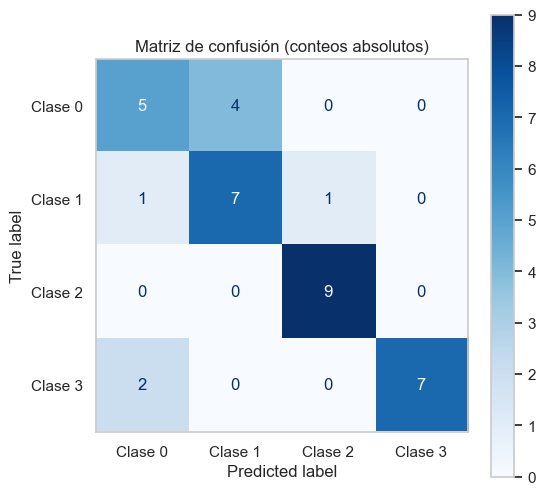 Matriz de confusión (conteos absolutos)
True label
Clase 0 5 4 0 0
Clase 1 1 7 1 0
Clase 2 0 0 9 0
Clase 3 2 0 0 7
Clase 0 Clase 1 Clase 2 Clase 3
Predicted label
9
8
7
6
5
4
3
2
1
0